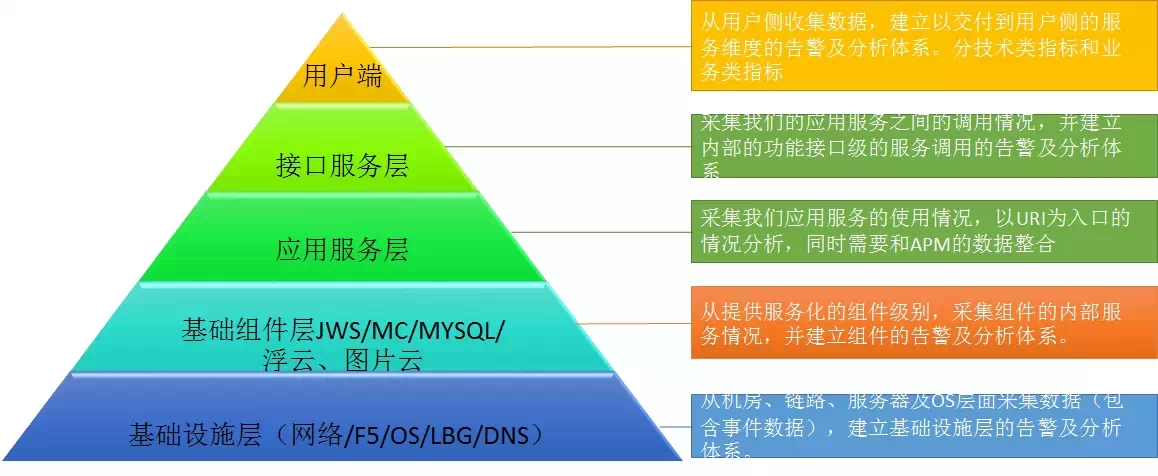 用户端
从用户侧收集数据，建立以交付到用户侧的服
务维度的告警及分析体系。分技术类指标和业
务类指标
接口服务层
采集我们的应用服务之间的调用情况，并建立
内部的功能接口级的服务调用的告警及分析体
系
应用服务层
采集我们应用服务的使用情况，以URI为入口的
情况分析，同时需要和APM的数据整合
基础组件层JWS/MC/MYSQL/
浮云、图片云
从提供服务化的组件级别，采集组件的内部服
务情况，并建立组件的告警及分析体系。
基础设施层（网络/F5/OS/LBG/DNS）
从机房、链路、服务器及OS层面采集数据（包
含事件数据），建立基础设施层的告警及分析
体系。